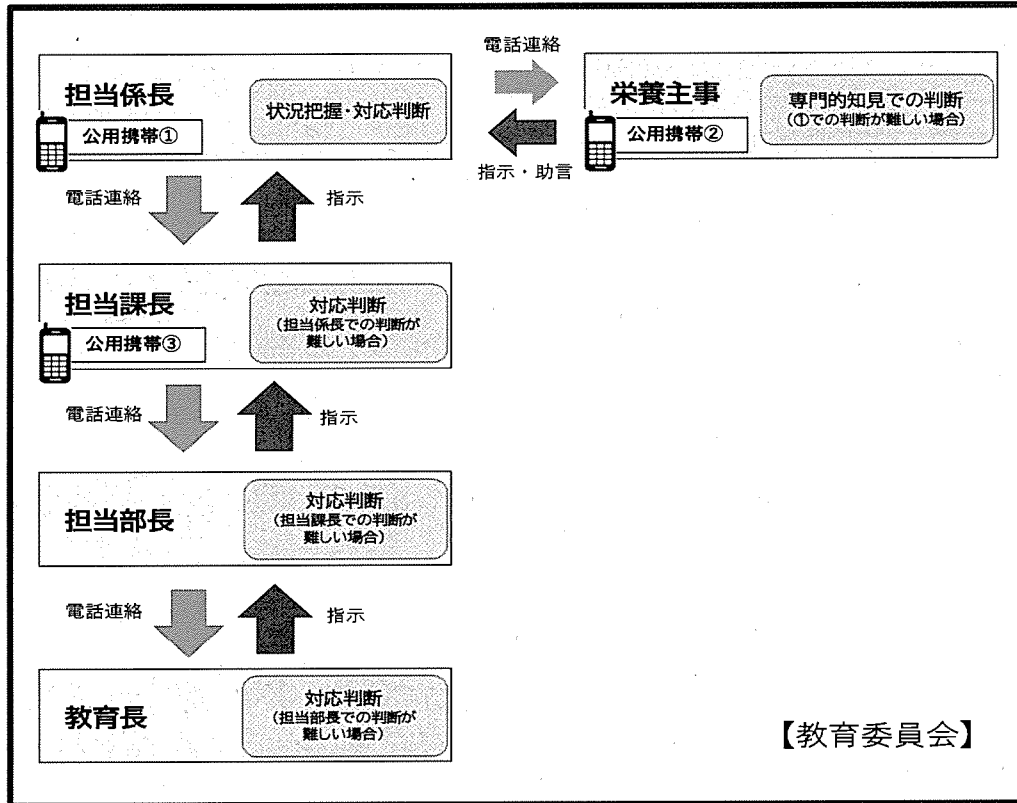 電話連絡
担当係長
状況把握・対応判断
公用携帯①
栄養主事
専門的知見での判断
(①での判断が難しい場合)
公用携帯②
指示・助言
電話連絡
指示
担当課長
対応判断
(担当係長での判断が
難しい場合)
公用携帯③
電話連絡
指示
担当部長
対応判断
(担当課長での判断が
難しい場合)
電話連絡
指示
教育長
対応判断
(担当部長での判断が
難しい場合)
【教育委員会】